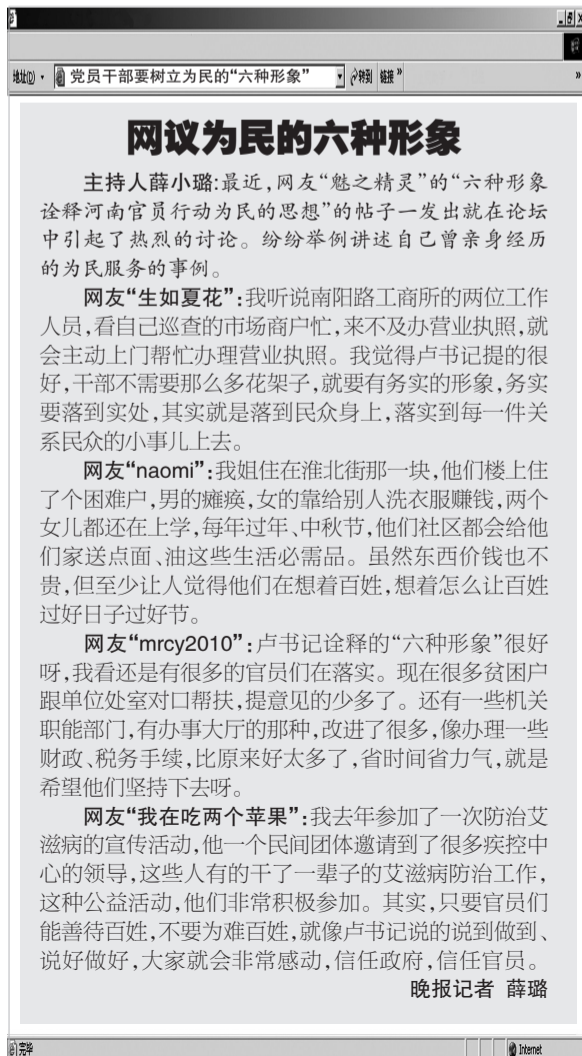 地址(D)
党员干部要树立为民的“六种形象”
转到
链接 »
»
网议为民的六种形象
主持人薛小璐:最近,网友“魅之精灵”的“六种形象
诠释河南官员行动为民的思想”的帖子一发出就在论坛
中引起了热烈的讨论。纷纷举例讲述自己曾亲身经历
的为民服务的事例。
网友“生如夏花”:我听说南阳路工商所的两位工作
人员,看自己巡查的市场商户忙,来不及办营业执照,就
会主动上门帮忙办理营业执照。我觉得卢书记提的很
好,干部不需要那么多花架子,就要有务实的形象,务实
要落到实处,其实就是落到民众身上,落实到每一件关
系民众的小事儿上去。
网友“naomi”:我姐住在淮北街那一块,他们楼上住
了个困难户,男的瘫痪,女的靠给别人洗衣服赚钱,两个
女儿都还在上学,每年过年、中秋节,他们社区都会给他
们家送点面、油这些生活必需品。虽然东西价钱也不
贵,但至少让人觉得他们在想着百姓,想着怎么让百姓
过好日子过好节。
网友“mrcy2010”:卢书记诠释的“六种形象”很好
呀,我看还是有很多的官员们在落实。现在很多贫困户
跟单位处室对口帮扶,提意见的少多了。还有一些机关
职能部门,有办事大厅的那种,改进了很多,像办理一些
财政、税务手续,比原来好太多了,省时间省力气,就是
希望他们坚持下去呀。
网友“我在吃两个苹果”:我去年参加了一次防治艾
滋病的宣传活动,他一个民间团体邀请到了很多疾控中
心的领导,这些人有的干了一辈子的艾滋病防治工作,
这种公益活动,他们非常积极参加。其实,只要官员们
能善待百姓,不要为难百姓,就像卢书记说的说到做到、
说好做好,大家就会非常感动,信任政府,信任官员。
晚报记者 薛璐
完毕
Internet